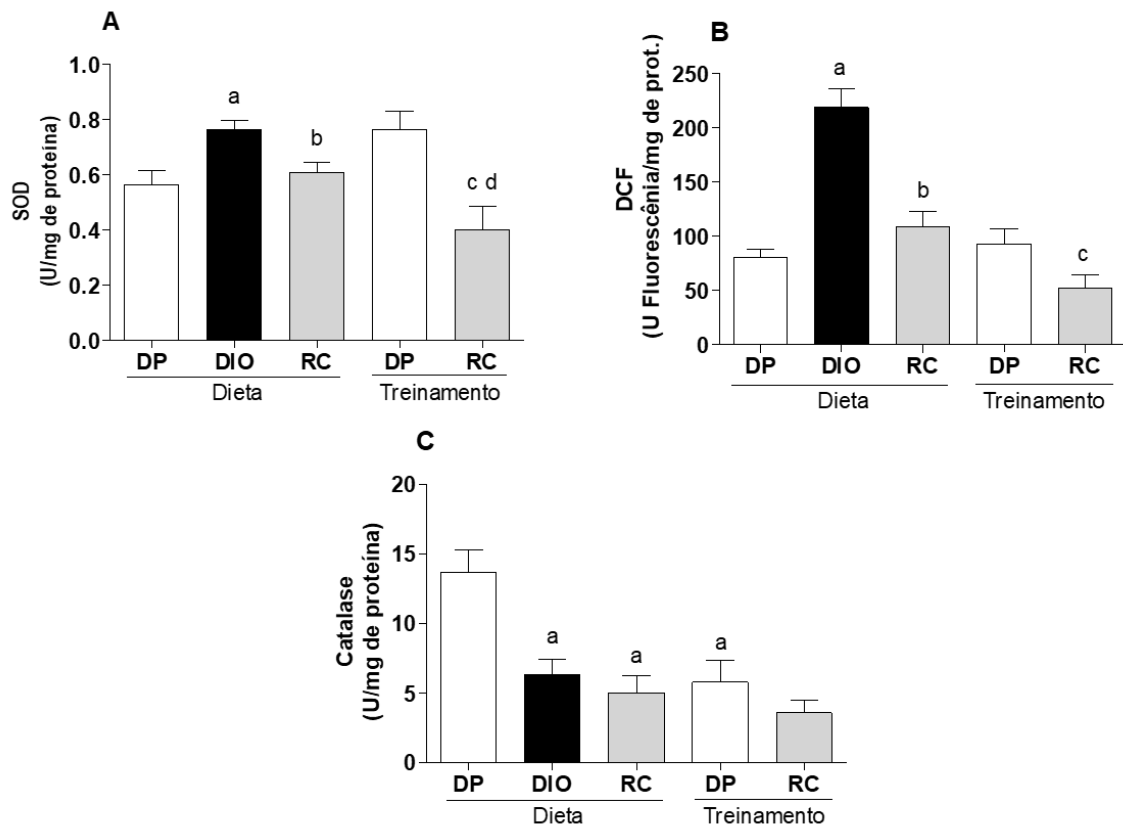 A
SOD
(U/mg de proteína)
1.0
0.8
0.6
0.4
0.2
0.0
a
b
c d
DP DIO RC DP RC
Dieta Treinamento
B
DCF
(U Fluorescênia/mg de prot.)
250
200
150
100
50
0
a
b
c
DP DIO RC DP RC
Dieta Treinamento
C
Catalase
(U/mg de proteína)
20
15
10
5
0
a
a
a
DP DIO RC DP RC
Dieta Treinamento